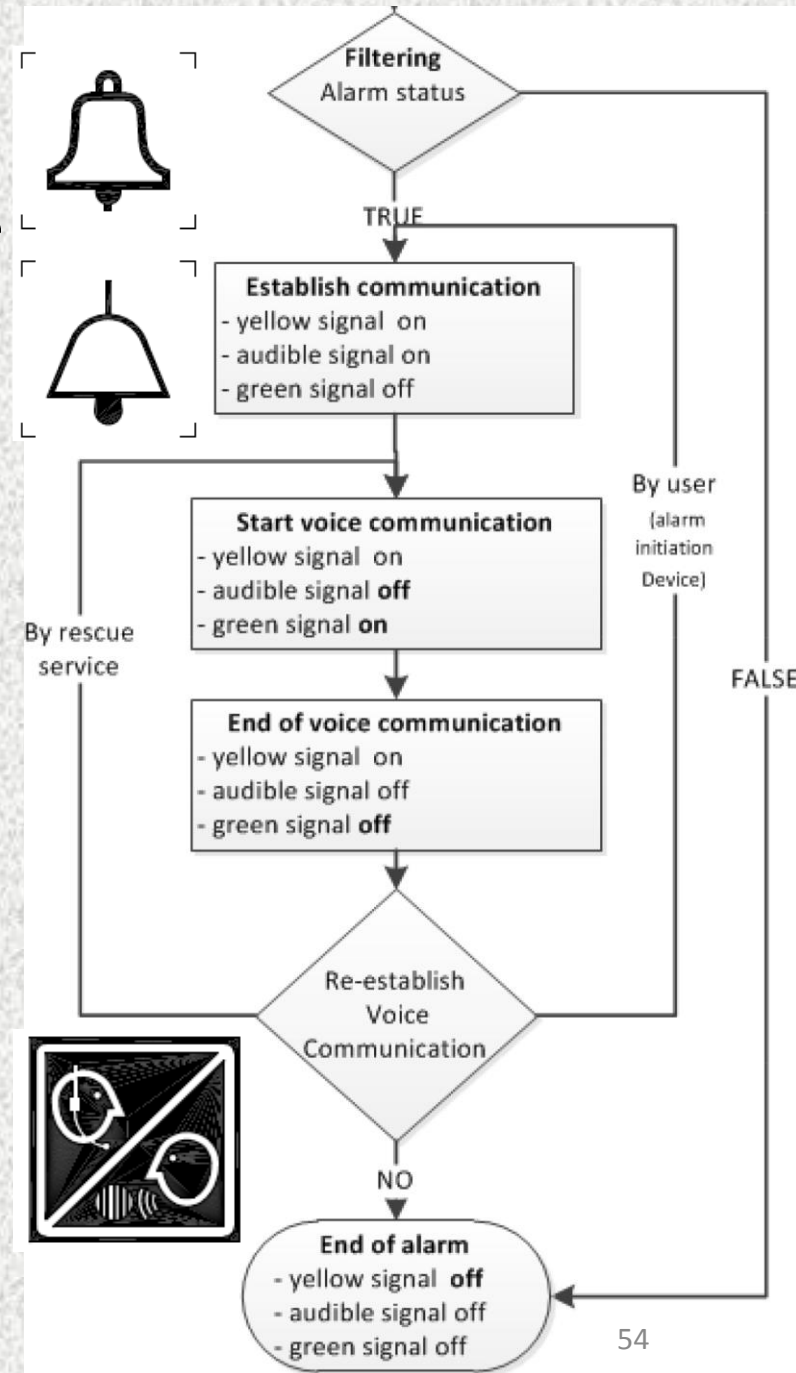 Filtering
Alarm status
TRUE
Establish communication
- yellow signal on
- audible signal on
- green signal off
By user
(alarm
initiation
Device)
Start voice communication
- yellow signal on
- audible signal off
- green signal on
By rescue
service
FALSE
End of voice communication
- yellow signal on
- audible signal off
- green signal off
Re-establish
Voice
Communication
NO
End of alarm
- yellow signal off
- audible signal off
- green signal off
54